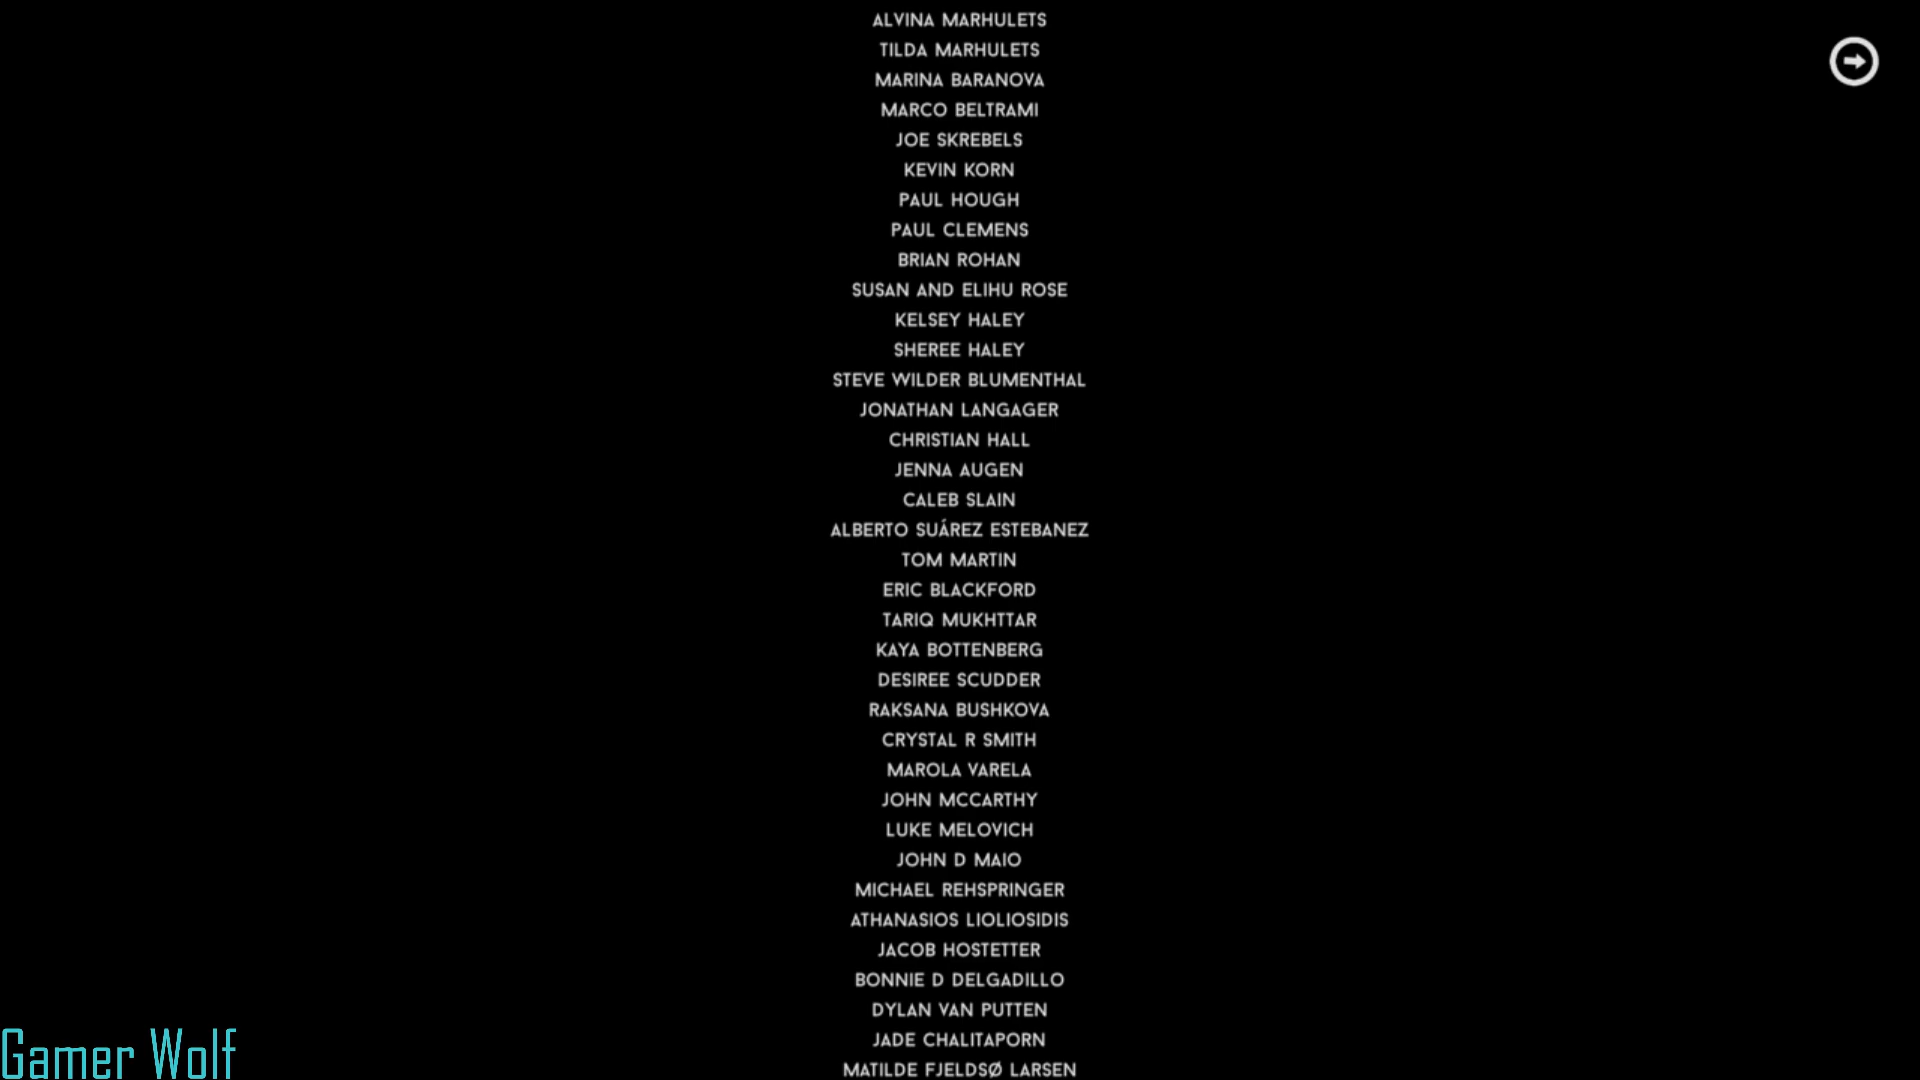 ALVINA MARHULETS
TILDA MARHULETS
MARINA BARANOVA
MARCO BELTRAMI
JOE SKREBELS
KEVIN KORN
PAUL HOUGH
PAUL CLEMENS
BRIAN ROHAN
SUSAN AND ELIHU ROSE
KELSEY HALEY
SHEREE HALEY
STEVE WILDER BLUMENTHAL
JONATHAN LANGAGER
CHRISTIAN HALL
JENNA AUGEN
CALEB SLAIN
ALBERTO SUÁREZ ESTEBANEZ
TOM MARTIN
ERIC BLACKFORD
TARIQ MUKHTTAR
KAYA BOTTENBERG
DESIREE SCUDDER
RAKSANA BUSHKOVA
CRYSTAL R SMITH
MAROLA VARELA
JOHN MCCARTHY
LUKE MELOVICH
JOHN D MAIO
MICHAEL REHSPRINGER
ATHANASIOS LIOLIOSIDIS
JACOB HOSTETTER
BONNIE D DELGADILLO
DYLAN VAN PUTTEN
JADE CHALITAPORN
MATILDE FJELDSØ LARSEN
Gamer Wolf